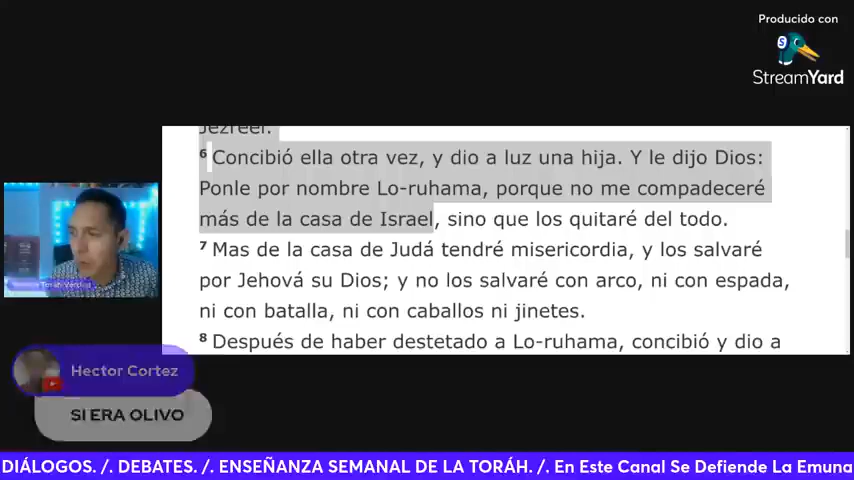 Producido con
StreamYard
Jezreel.
6 Concibió ella otra vez, y dio a luz una hija. Y le dijo Dios:
Ponle por nombre Lo-ruhama, porque no me compadeceré
más de la casa de Israel, sino que los quitaré del todo.
7 Mas de la casa de Judá tendré misericordia, y los salvaré
por Jehová su Dios; y no los salvaré con arco, ni con espada,
ni con batalla, ni con caballos ni jinetes.
8 Después de haber destetado a Lo-ruhama, concibió y dio a
Hector Cortez
SI ERA OLIVO
DIÁLOGOS. /. DEBATES. /. ENSEÑANZA SEMANAL DE LA TORÁH. /. En Este Canal Se Defiende La Emuna